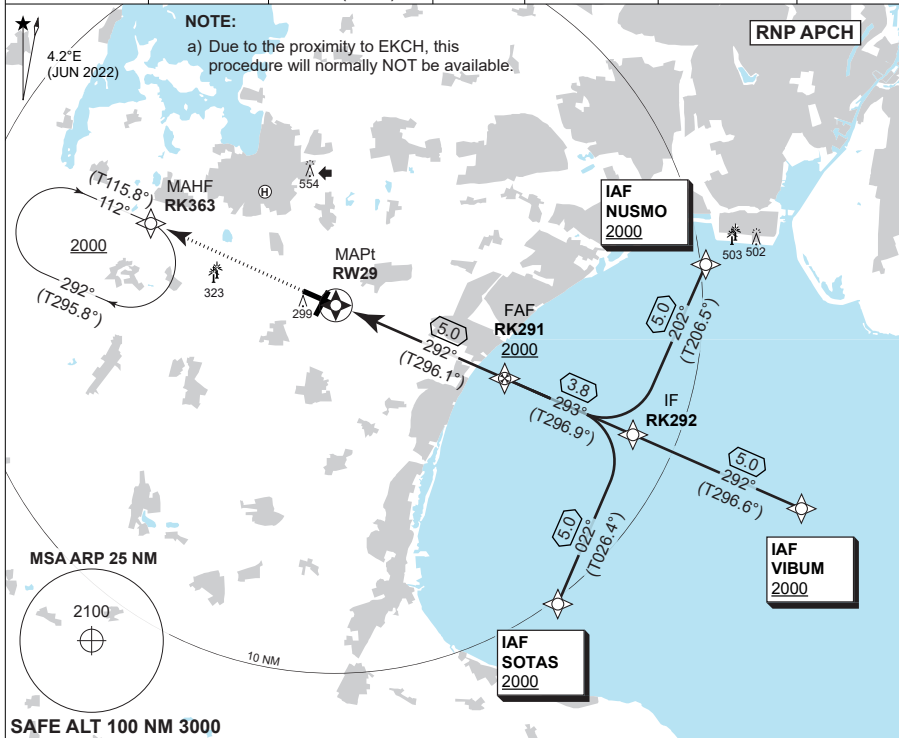 NOTE:
a) Due to the proximity to EKCH, this
procedure will normally NOT be available.
RNP APCH
4.2°E
(JUN 2022)
(T115.8°)
112°
MAHF
RK363
H
554
2000
292°
(T295.8°)
323
MAPt
RW29
299
IAF
NUSMO
2000
503
502
5.0
292°
(T296.1°)
FAF
RK291
2000
5.0
202°
(T206.5°)
3.8
293°
(T296.9°)
IF
RK292
5.0
292°
(T296.6°)
5.0
022°
(T026.4°)
IAF
VIBUM
2000
IAF
SOTAS
2000
MSA ARP 25 NM
2100
10 NM
SAFE ALT 100 NM 3000